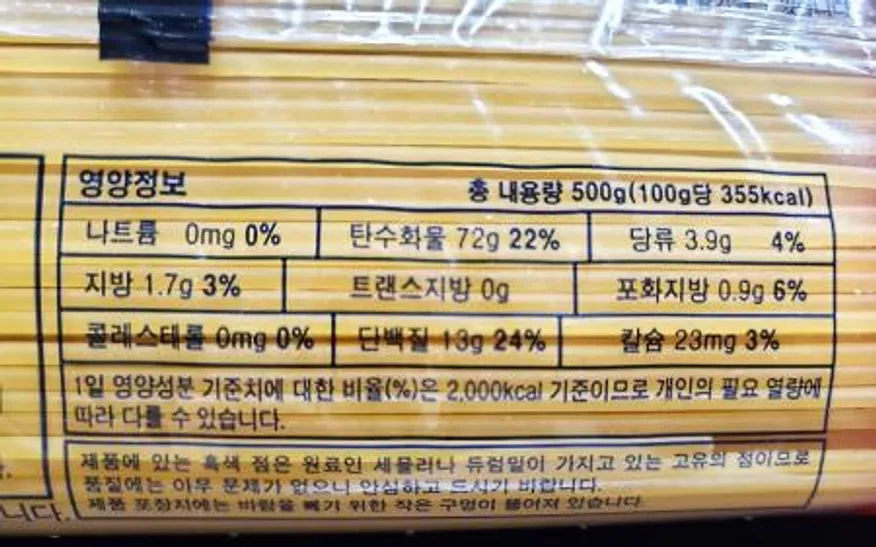 영양정보 총 내용량 500g(100g당 355kcal)
나트륨 0mg 0% 탄수화물 72g 22% 당류 3.9g 4%
지방 1.7g 3% 트랜스지방 0g 포화지방 0.9g 6%
콜레스테롤 0mg 0% 단백질 13g 24% 칼슘 23mg 3%
1일 영양성분 기준치에 대한 비율(%)은 2,000kcal 기준이므로 개인의 필요 열량에
따라 다를 수 있습니다.
제품에 있는 흑색 점은 원료인 세몰리나 듀럼밀이 가지고 있는 고유의 점이므로
품질에는 아무 문제가 없으니 안심하고 드시기 바랍니다.
제품 포장지에는 바람을 빼기 위한 작은 구멍이 뚫어져 있습니다.
니다.